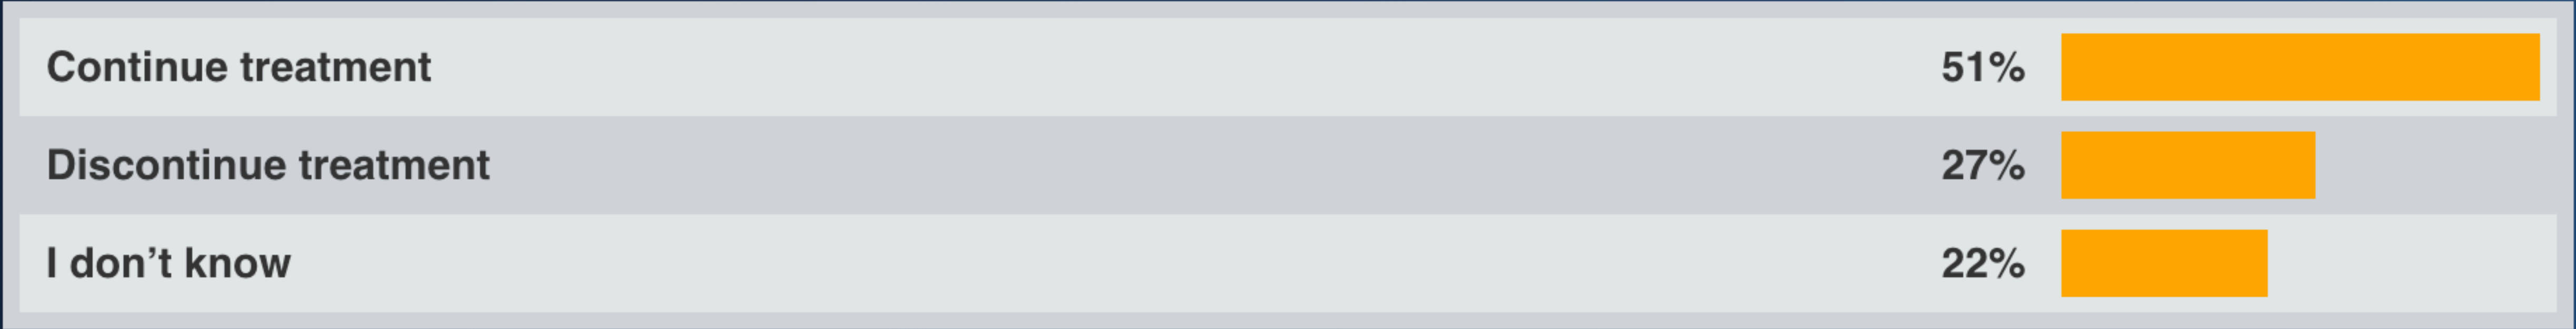 Continue treatment 51%
Discontinue treatment 27%
I don’t know 22%